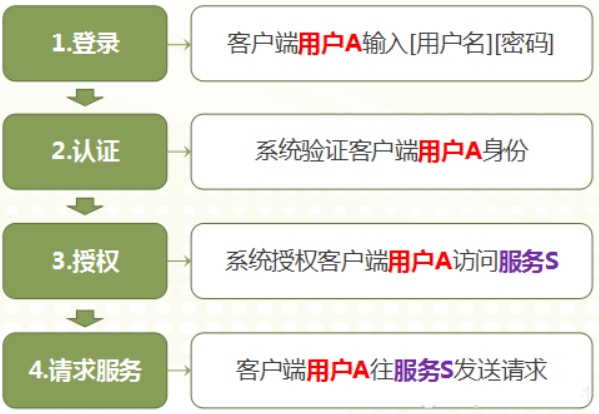 1.登录
客户端用户A输入[用户名][密码]
2.认证
系统验证客户端用户A身份
3.授权
系统授权客户端用户A访问服务S
4.请求服务
客户端用户A往服务S发送请求